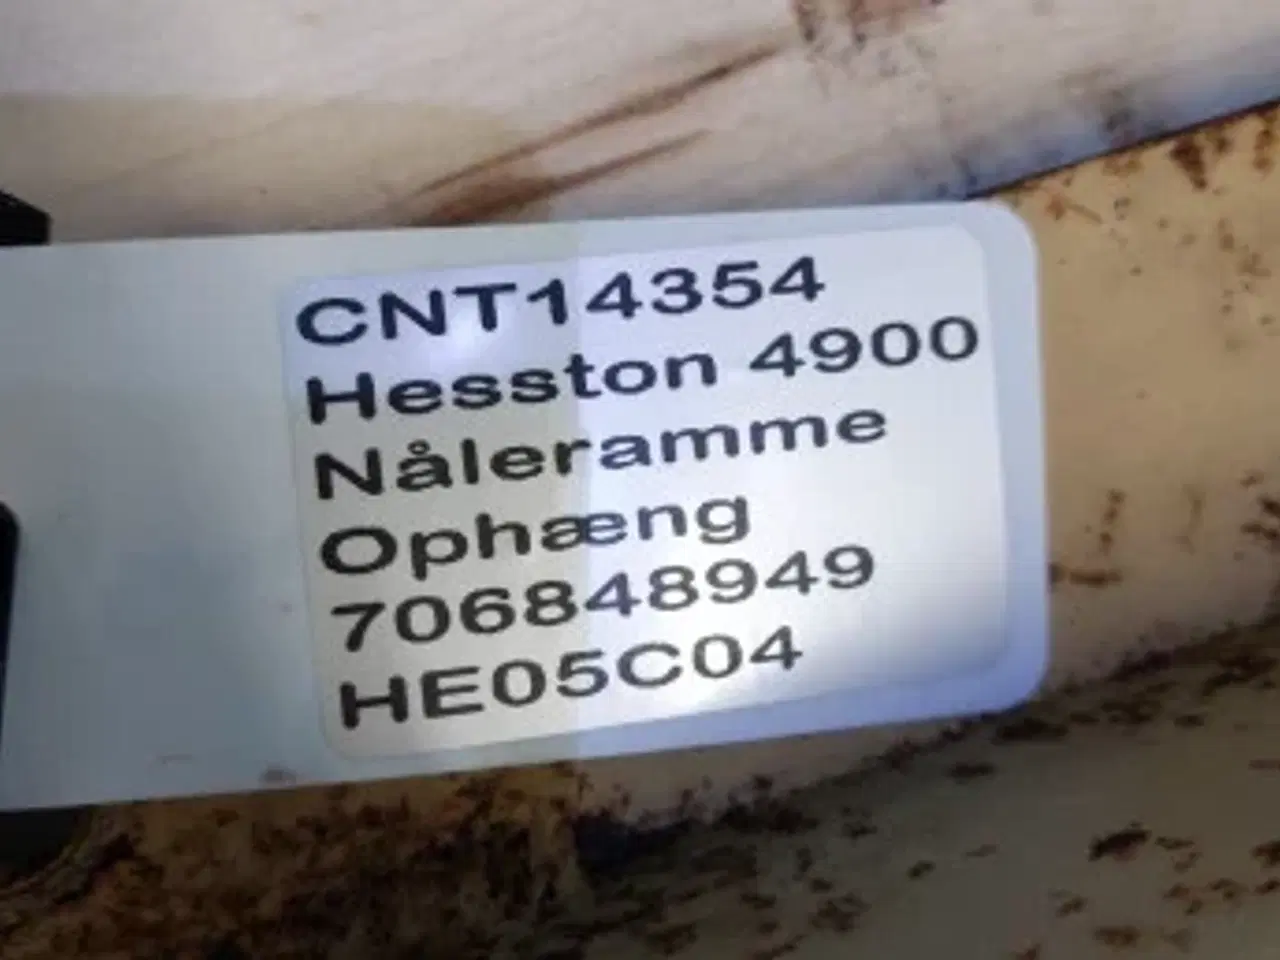 CNT14354
Hesston 4900
Nåleramme
Ophæng
706848949
HE05C04